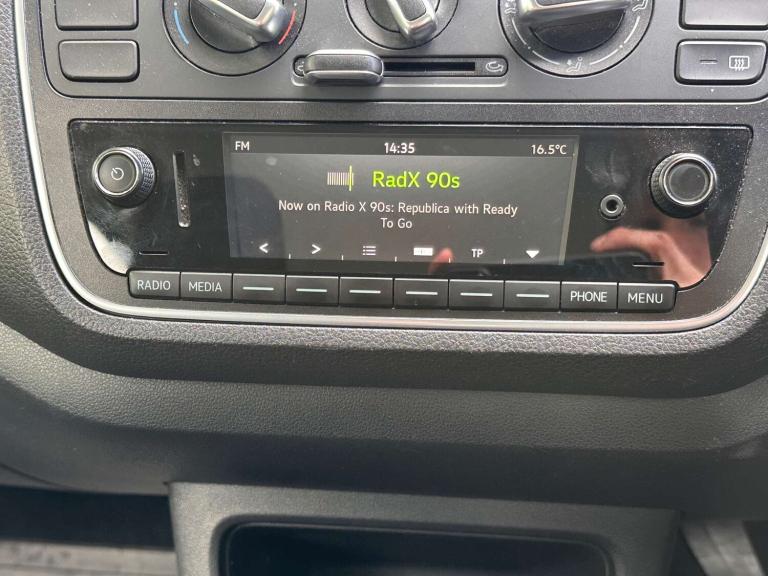 FM 14:35 16.5°C
RadX 90s
Now on Radio X 90s: Republica with Ready
To Go
< > TP
RADIO MEDIA PHONE MENU